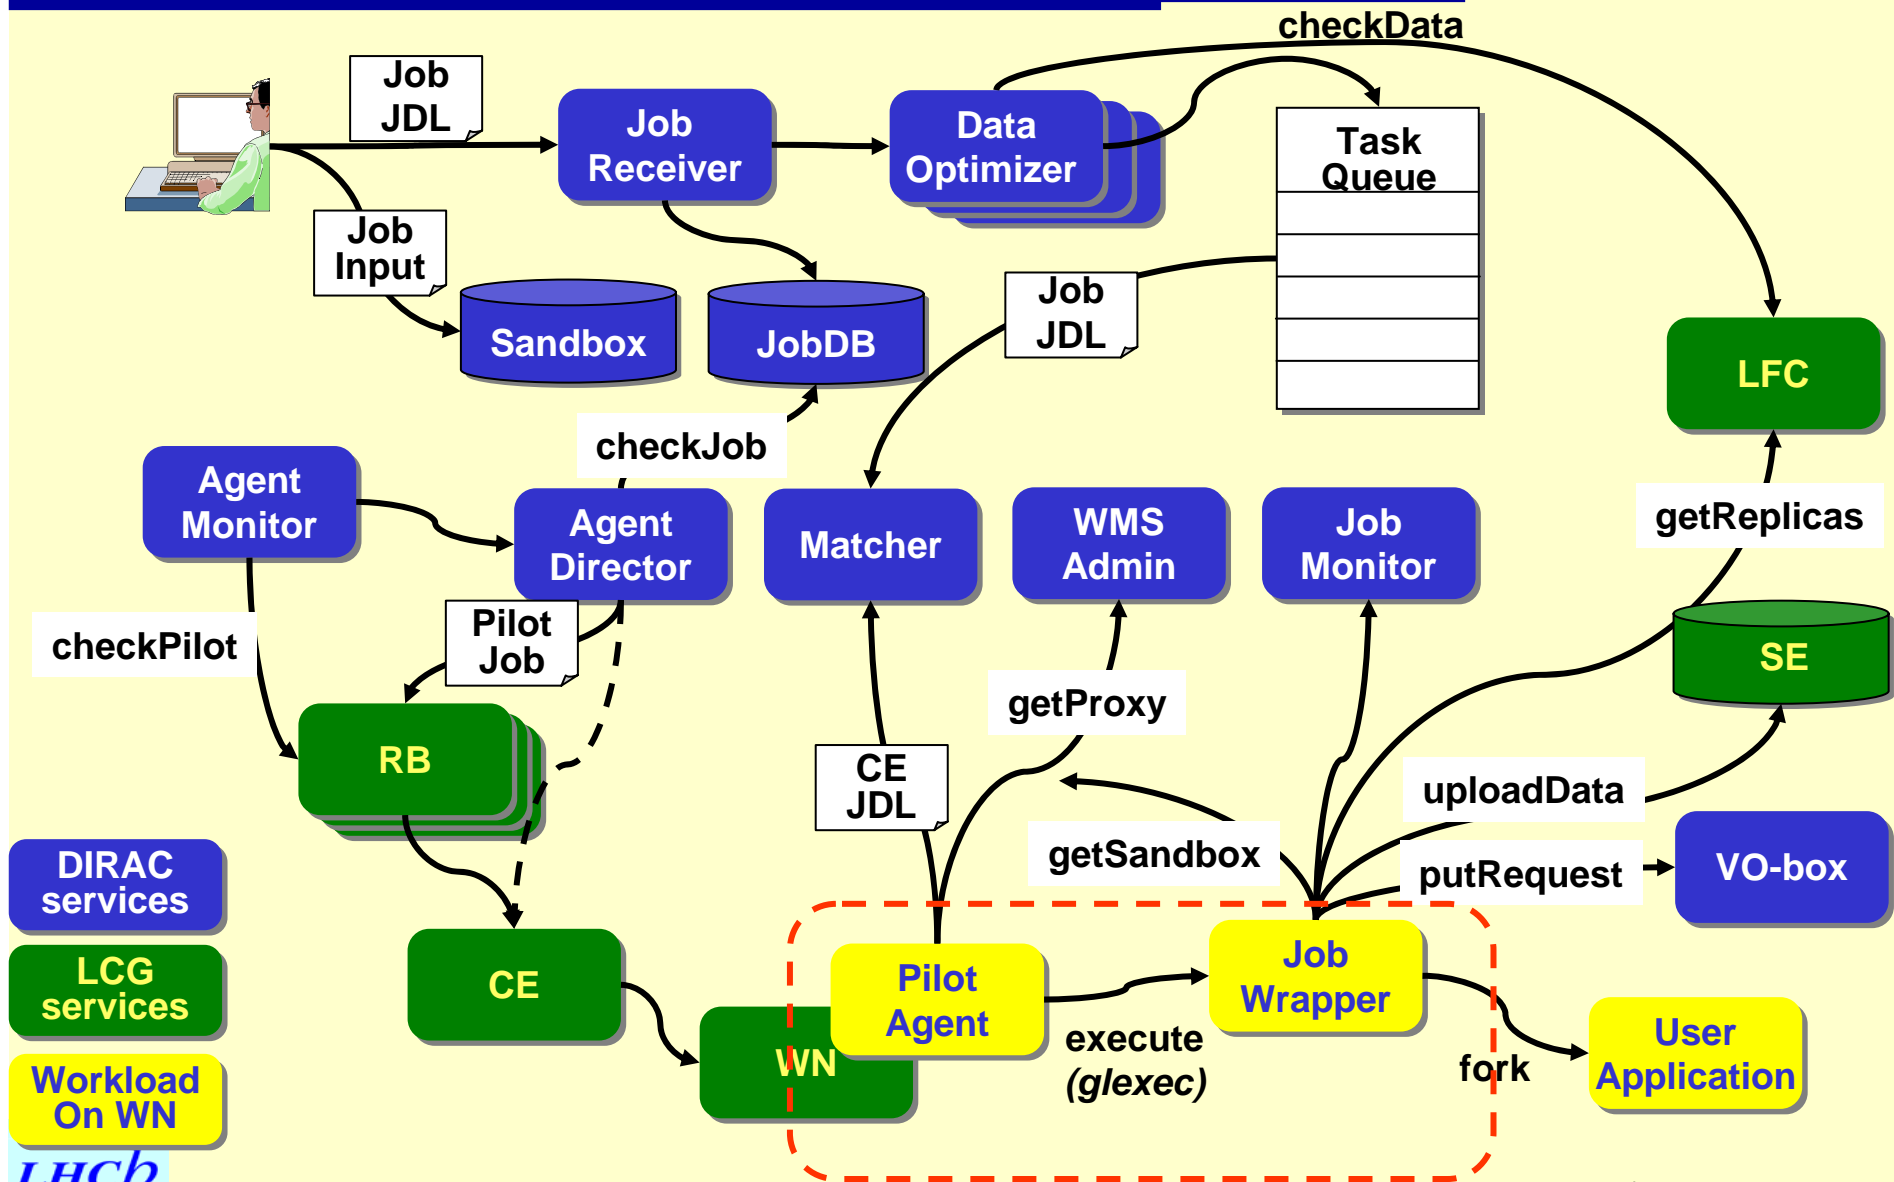 checkData
Job
JDL
Job
Receiver
Data
Optimizer
Task
Queue
Job
Input
Sandbox
JobDB
Job
JDL
LFC
checkJob
Agent
Monitor
Agent
Director
Matcher
WMS
Admin
Job
Monitor
getReplicas
checkPilot
Pilot
Job
getProxy
SE
RB
CE
JDL
uploadData
getSandbox
putRequest
VO-box
DIRAC
services
LCG
services
CE
Pilot
Agent
Job
Wrapper
WN
execute
(glexec)
fork
User
Application
Workload
On WN
LHCb